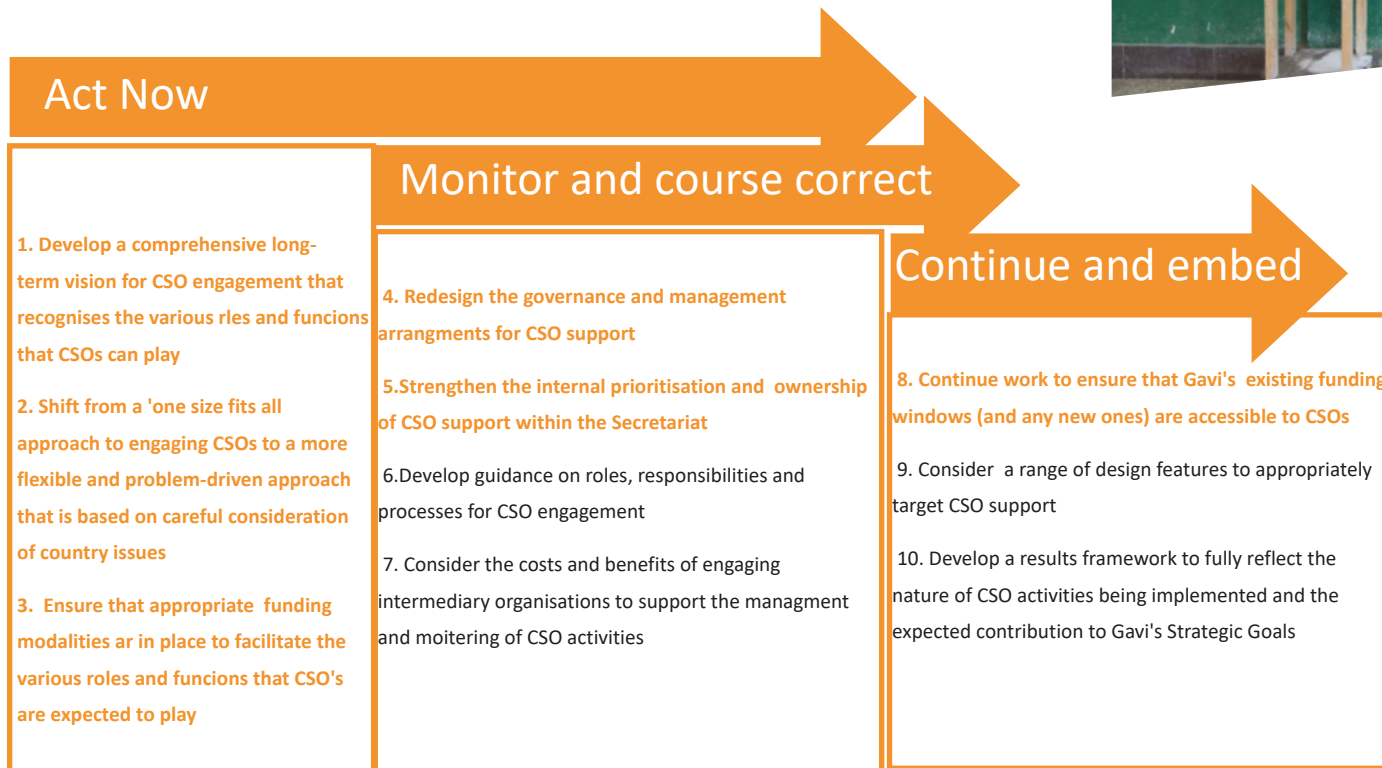 Act Now
1. Develop a comprehensive long-
term vision for CSO engagement that
recognises the various rles and funcions
that CSOs can play
2. Shift from a 'one size fits all
approach to engaging CSOs to a more
flexible and problem-driven approach
that is based on careful consideration
of country issues
3. Ensure that appropriate funding
modalities ar in place to facilitate the
various roles and funcions that CSO's
are expected to play
Monitor and course correct
4. Redesign the governance and management
arrangments for CSO support
5.Strengthen the internal prioritisation and ownership
of CSO support within the Secretariat
6.Develop guidance on roles, responsibilities and
processes for CSO engagement
7. Consider the costs and benefits of engaging
intermediary organisations to support the managment
and moitering of CSO activities
Continue and embed
8. Continue work to ensure that Gavi's existing funding
windows (and any new ones) are accessible to CSOs
9. Consider a range of design features to appropriately
target CSO support
10. Develop a results framework to fully reflect the
nature of CSO activities being implemented and the
expected contribution to Gavi's Strategic Goals